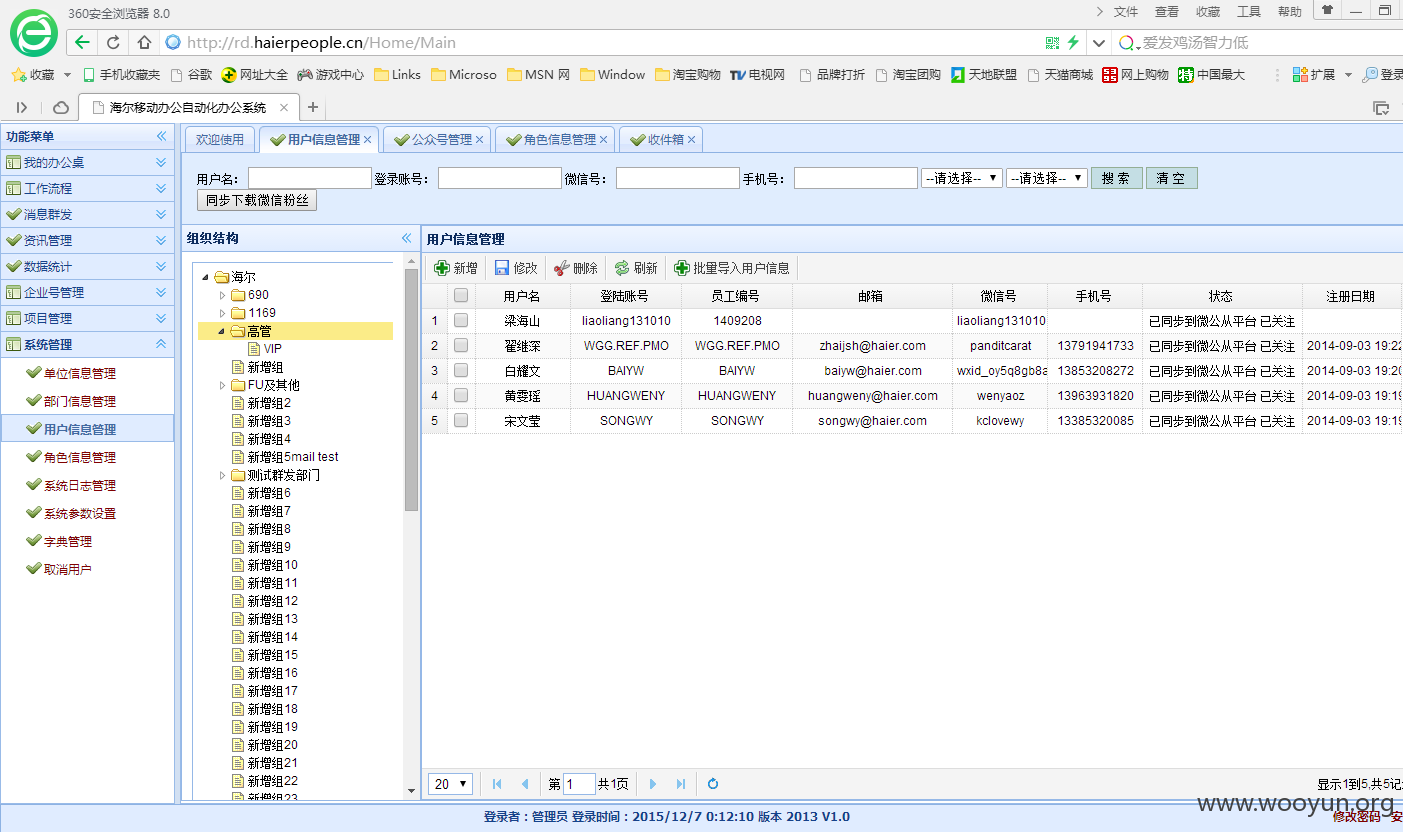 360安全浏览器 8.0 文件 查看 收藏 工具 帮助
http://rd.haierpeople.cn/Home/Main 爱发鸡汤智力低
收藏 手机收藏夹 谷歌 网址大全 游戏中心 Links Microso MSN 网 Window 淘宝购物 电视网 品牌打折 淘宝团购 天地联盟 天猫商城 网上购物 中国最大 扩展 登录
海尔移动办公自动化办公系统
功能菜单
我的办公桌
工作流程
消息群发
资讯管理
数据统计
企业号管理
项目管理
系统管理
单位信息管理
部门信息管理
用户信息管理
角色信息管理
系统日志管理
系统参数设置
字典管理
取消用户
欢迎使用 用户信息管理 公众号管理 角色信息管理 收件箱
用户名: 登录账号: 微信号: 手机号: --请选择-- --请选择-- 搜 索 清 空
同步下载微信粉丝
组织结构
海尔
690
1169
高管
VIP
新增组
FU及其他
新增组2
新增组3
新增组4
新增组5mail test
测试群发部门
新增组6
新增组7
新增组8
新增组9
新增组10
新增组11
新增组12
新增组13
新增组14
新增组15
新增组16
新增组17
新增组18
新增组19
新增组20
新增组21
新增组22
新增组23
用户信息管理
新增 修改 删除 刷新 批量导入用户信息
用户名 登陆账号 员工编号 邮箱 微信号 手机号 状态 注册日期
1 梁海山 liaoliang131010 1409208 liaoliang131010 已同步到微公从平台 已关注
2 翟继深 WGG.REF.PMO WGG.REF.PMO zhaijsh@haier.com panditcarat 13791941733 已同步到微公从平台 已关注 2014-09-03 19:22
3 白耀文 BAIYW BAIYW baiyw@haier.com wxid_oy5q8gb8a 13853208272 已同步到微公从平台 已关注 2014-09-03 19:20
4 黄雯瑶 HUANGWENY HUANGWENY huangweny@haier.com wenyaoz 13963931820 已同步到微公从平台 已关注 2014-09-03 19:19
5 宋文莹 SONGWY SONGWY songwy@haier.com kclovewy 13385320085 已同步到微公从平台 已关注 2014-09-03 19:19
20 第 1 共1页 显示1到5,共5记
www.wooyun.org
登录者：管理员 登录时间：2015/12/7 0:12:10 版本 2013 V1.0 修改密码 安